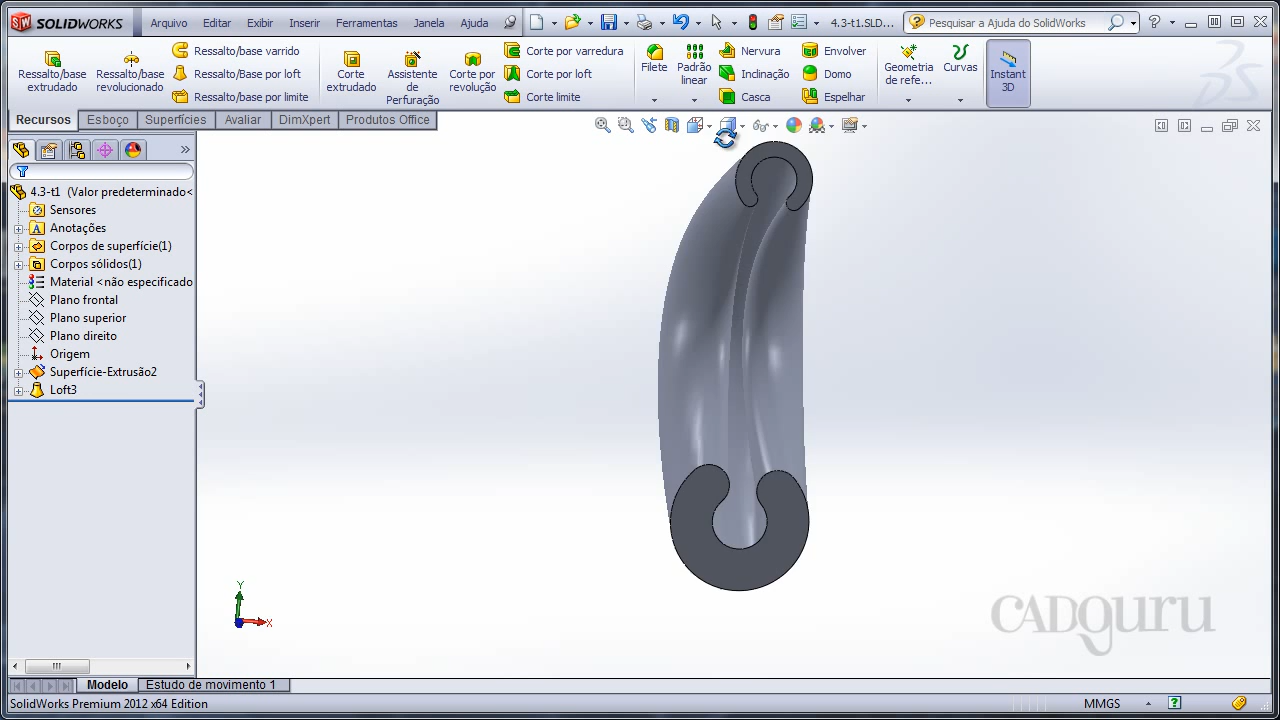 SOLIDWORKS Arquivo Editar Exibir Inserir Ferramentas Janela Ajuda 4.3-t1.SLD... Pesquisar a Ajuda do SolidWorks
Ressalto/base extrudado
Ressalto/base revolucionado
Ressalto/base varrido
Ressalto/Base por loft
Ressalto/base por limite
Corte extrudado
Assistente de Perfuração
Corte por revolução
Corte por varredura
Corte por loft
Corte limite
Filete
Padrão linear
Nervura
Inclinação
Casca
Envolver
Domo
Espelhar
Geometria de refe...
Curvas
Instant 3D
Recursos Esboço Superfícies Avaliar DimXpert Produtos Office
4.3-t1 (Valor predeterminado<
Sensores
Anotações
Corpos de superfície(1)
Corpos sólidos(1)
Material <não especificado
Plano frontal
Plano superior
Plano direito
Origem
Superfície-Extrusão2
Loft3
Y
X
CADguru
Modelo Estudo de movimento 1
SolidWorks Premium 2012 x64 Edition MMGS